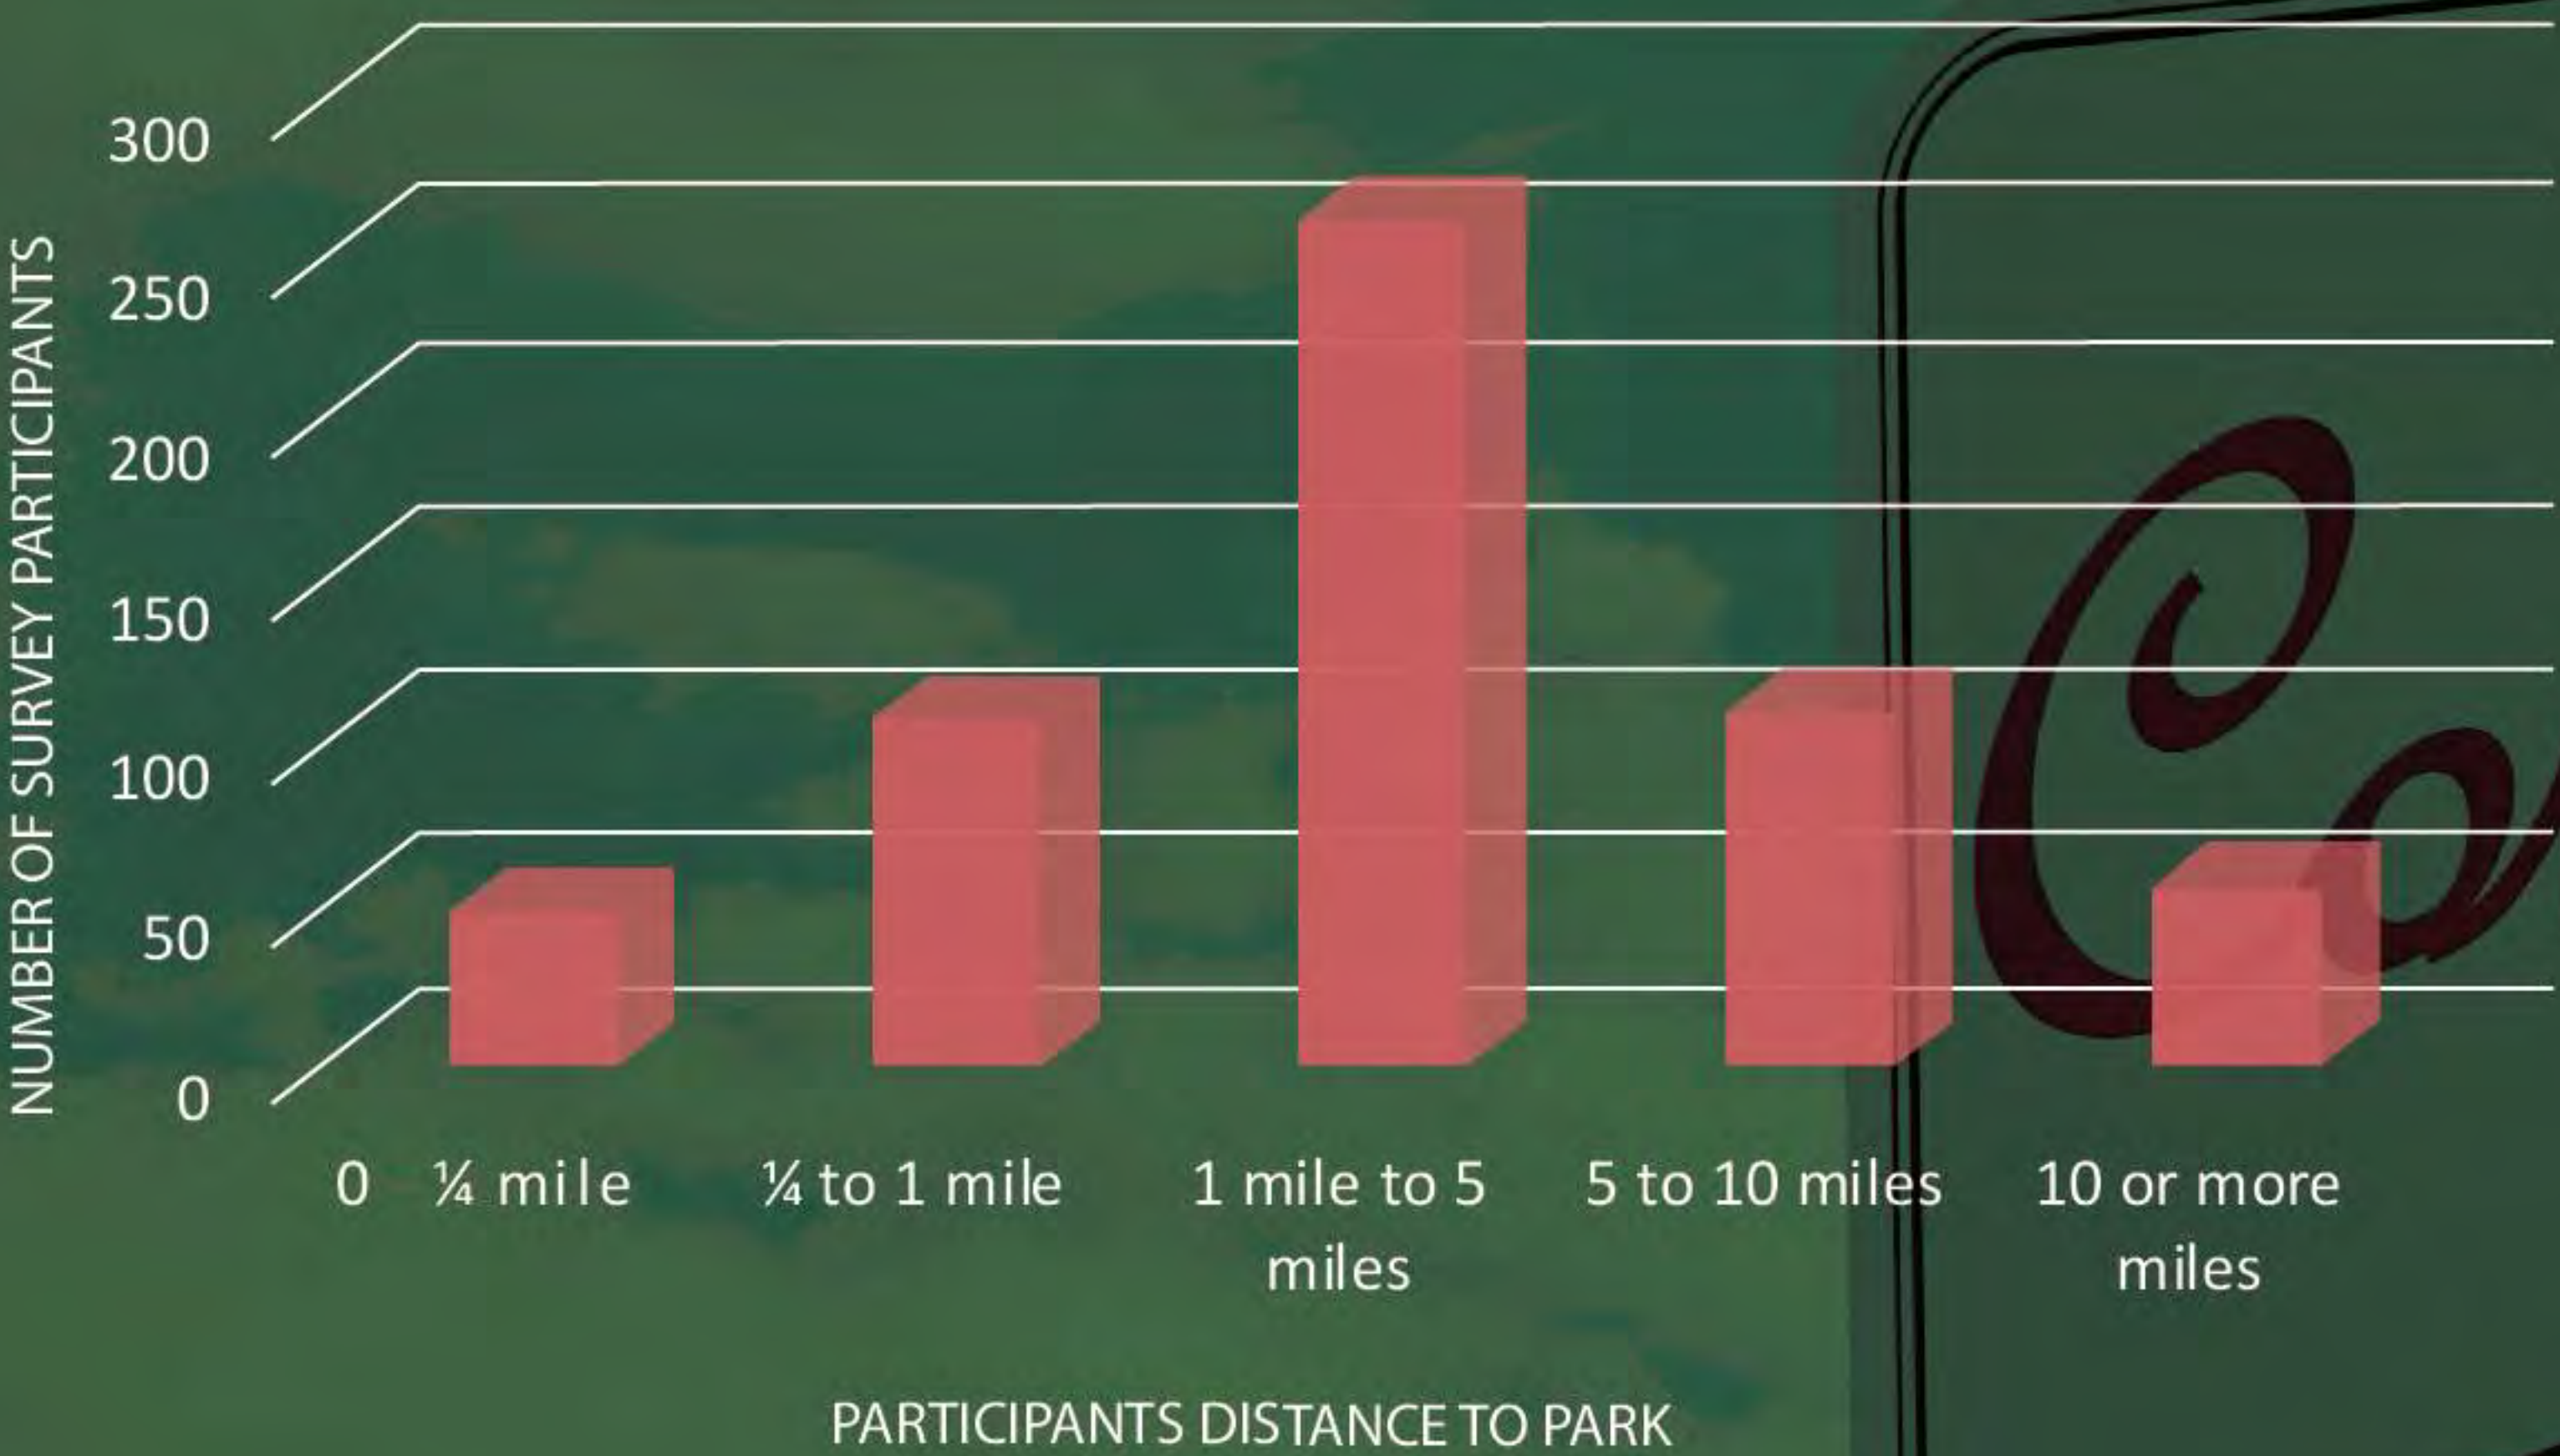 NUMBER OF SURVEY PARTICIPANTS
300
250
200
150
100
50
0
0 ¼ mile
¼ to 1 mile
1 mile to 5
miles
5 to 10 miles
10 or more
miles
PARTICIPANTS DISTANCE TO PARK